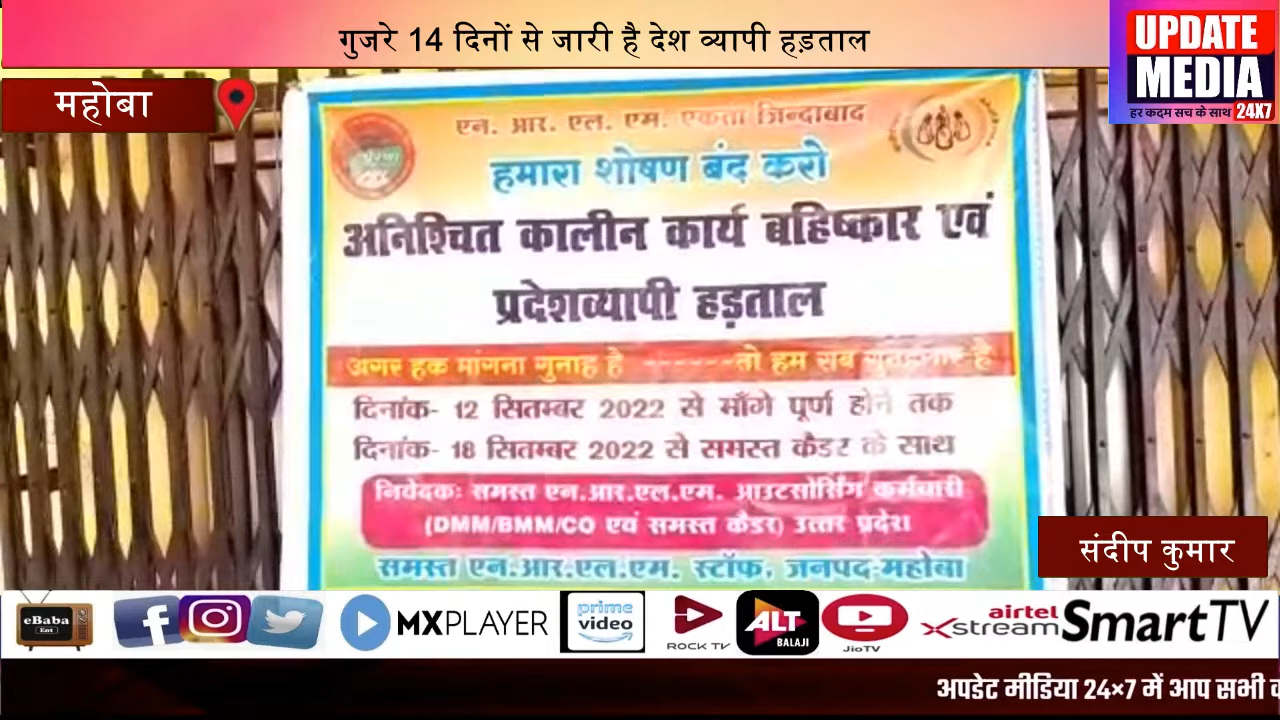 गुजरे 14 दिनों से जारी है देश व्यापी हड़ताल
UPDATE
MEDIA
हर कदम सच के साथ 24X7
महोबा
एन. आर. एल. एम. एकता जिन्दाबाद
हमारा शोषण बंद करो
अनिश्चित कालीन कार्य बहिष्कार एवं
प्रदेशव्यापी हड़ताल
अगर हक मांगना गुनाह है ------तो हम सब है
दिनांक- 12 सितम्बर 2022 से माँगे पूर्ण होने तक
दिनांक- 18 सितम्बर 2022 से समस्त कैडर के साथ
निवेदकः समस्त एन.आर.एल.एम. आउटसोर्सिंग कर्मचारी
(DMM/BMM/CO एवं समस्त कैडर) उत्तर प्रदेश
समस्त एन.आर.एल.एम. स्टॉफ, जनपद-महोबा
संदीप कुमार
eBaba
Ent
MXPLAYER
prime
video
ROCK TV
ALT
BALAJI
JioTV
airtel
xstream
SmartTV
अपडेट मीडिया 24×7 में आप सभी